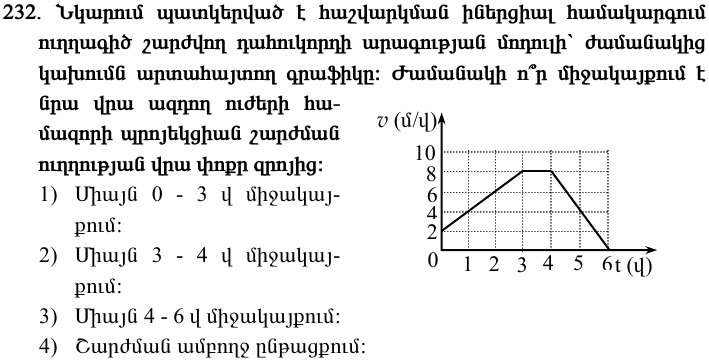 232. Նկարում պատկերված է հաշվարկման իներցիալ համակարգում
ուղղագիծ շարժվող դահուկորդի արագության մոդուլի՝ ժամանակից
կախումն արտահայտող գրաֆիկը: Ժամանակի ո՞ր միջակայքում է
նրա վրա ազդող ուժերի հա-
մազորի պրոյեկցիան շարժման
ուղղության վրա փոքր զրոյից:
1) Միայն 0 - 3 վ միջակայ-
քում:
2) Միայն 3 - 4 վ միջակայ-
քում:
3) Միայն 4 - 6 վ միջակայքում:
4) Շարժման ամբողջ ընթացքում:
v (մ/վ)
10
8
6
4
2
0 1 2 3 4 5 6 t (վ)